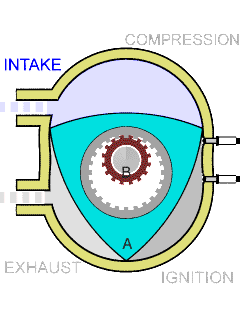 COMPRESSION
INTAKE
B
A
EXHAUST
IGNITION